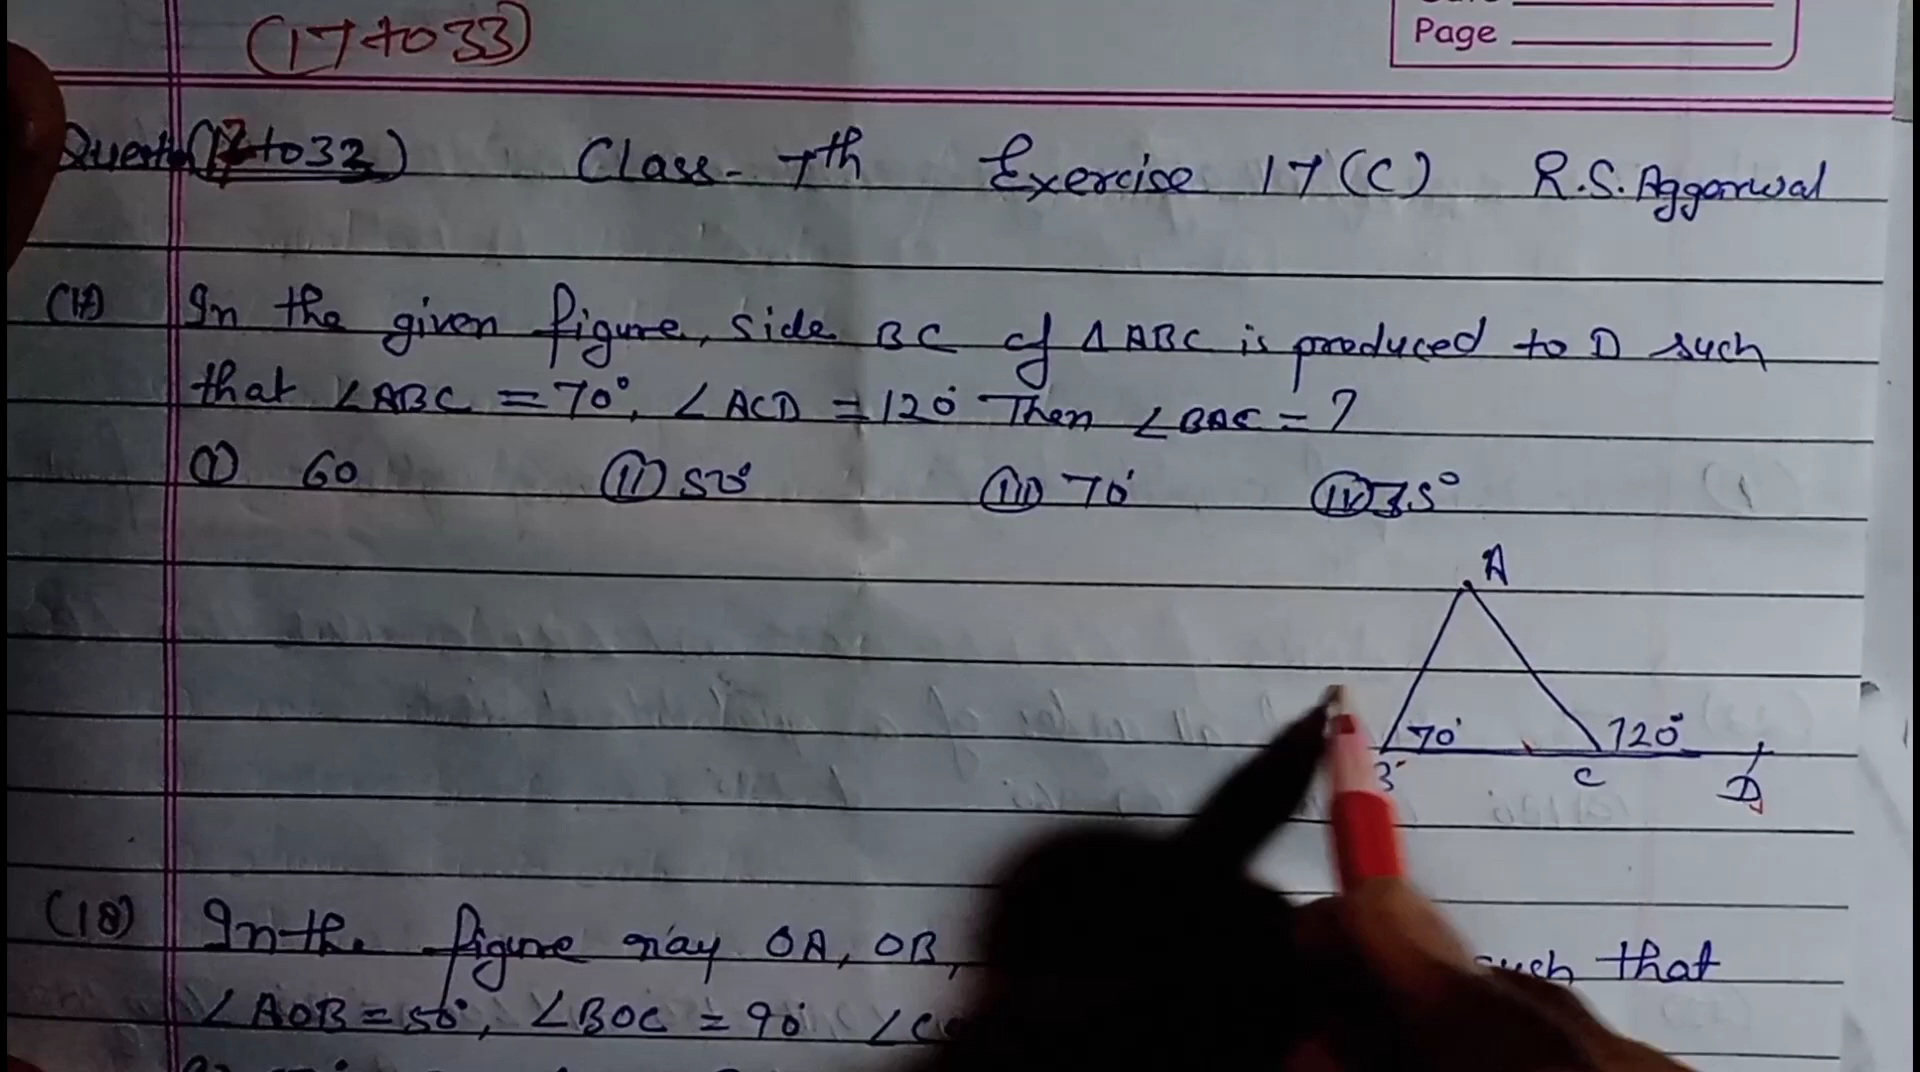 (17 to 33)
Page
(17 to 33) Class - 7th Exercise 17 (C) R.S. Aggarwal
(17) In the given figure, side BC of ΔABC is produced to D such
that ∠ABC = 70°, ∠ACD = 120° Then ∠BAC = ?
(I) 60 (II) 50° (III) 70° (IV) 35°
A
70° 120°
B C D
(18) In the figure ray OA, OB, such that
∠AOB = 50°, ∠BOC = 90° ∠C